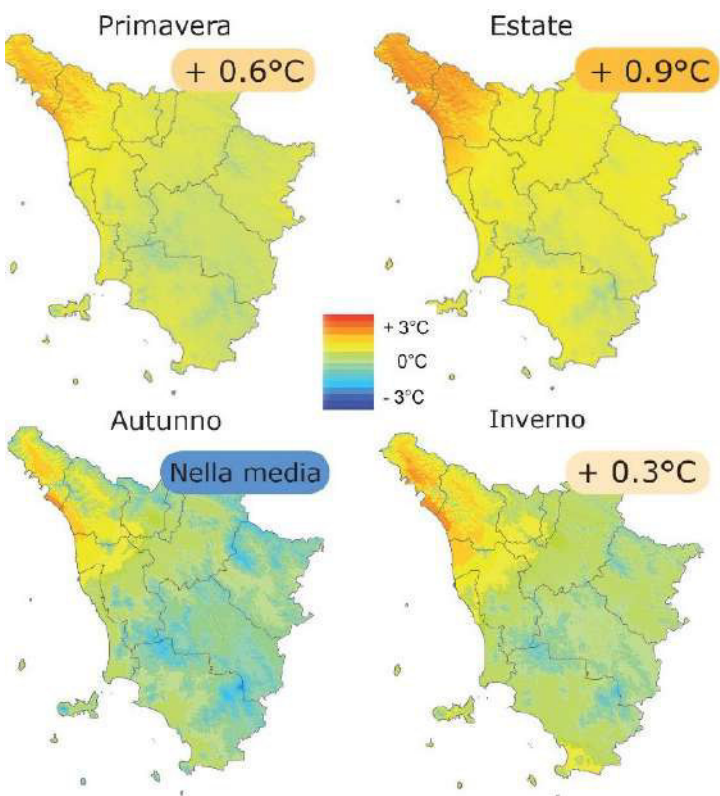 Primavera
+ 0.6°C
Estate
+ 0.9°C
+ 3°C
0°C
- 3°C
Autunno
Nella media
Inverno
+ 0.3°C